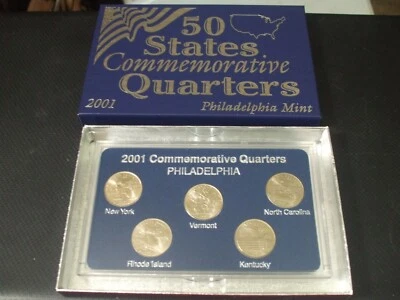 50
States
Commemorative
Quarters
2001 Philadelphia Mint
2001 Commemorative Quarters
PHILADELPHIA
New York
Vermont
North Carolina
Rhode Island
Kentucky